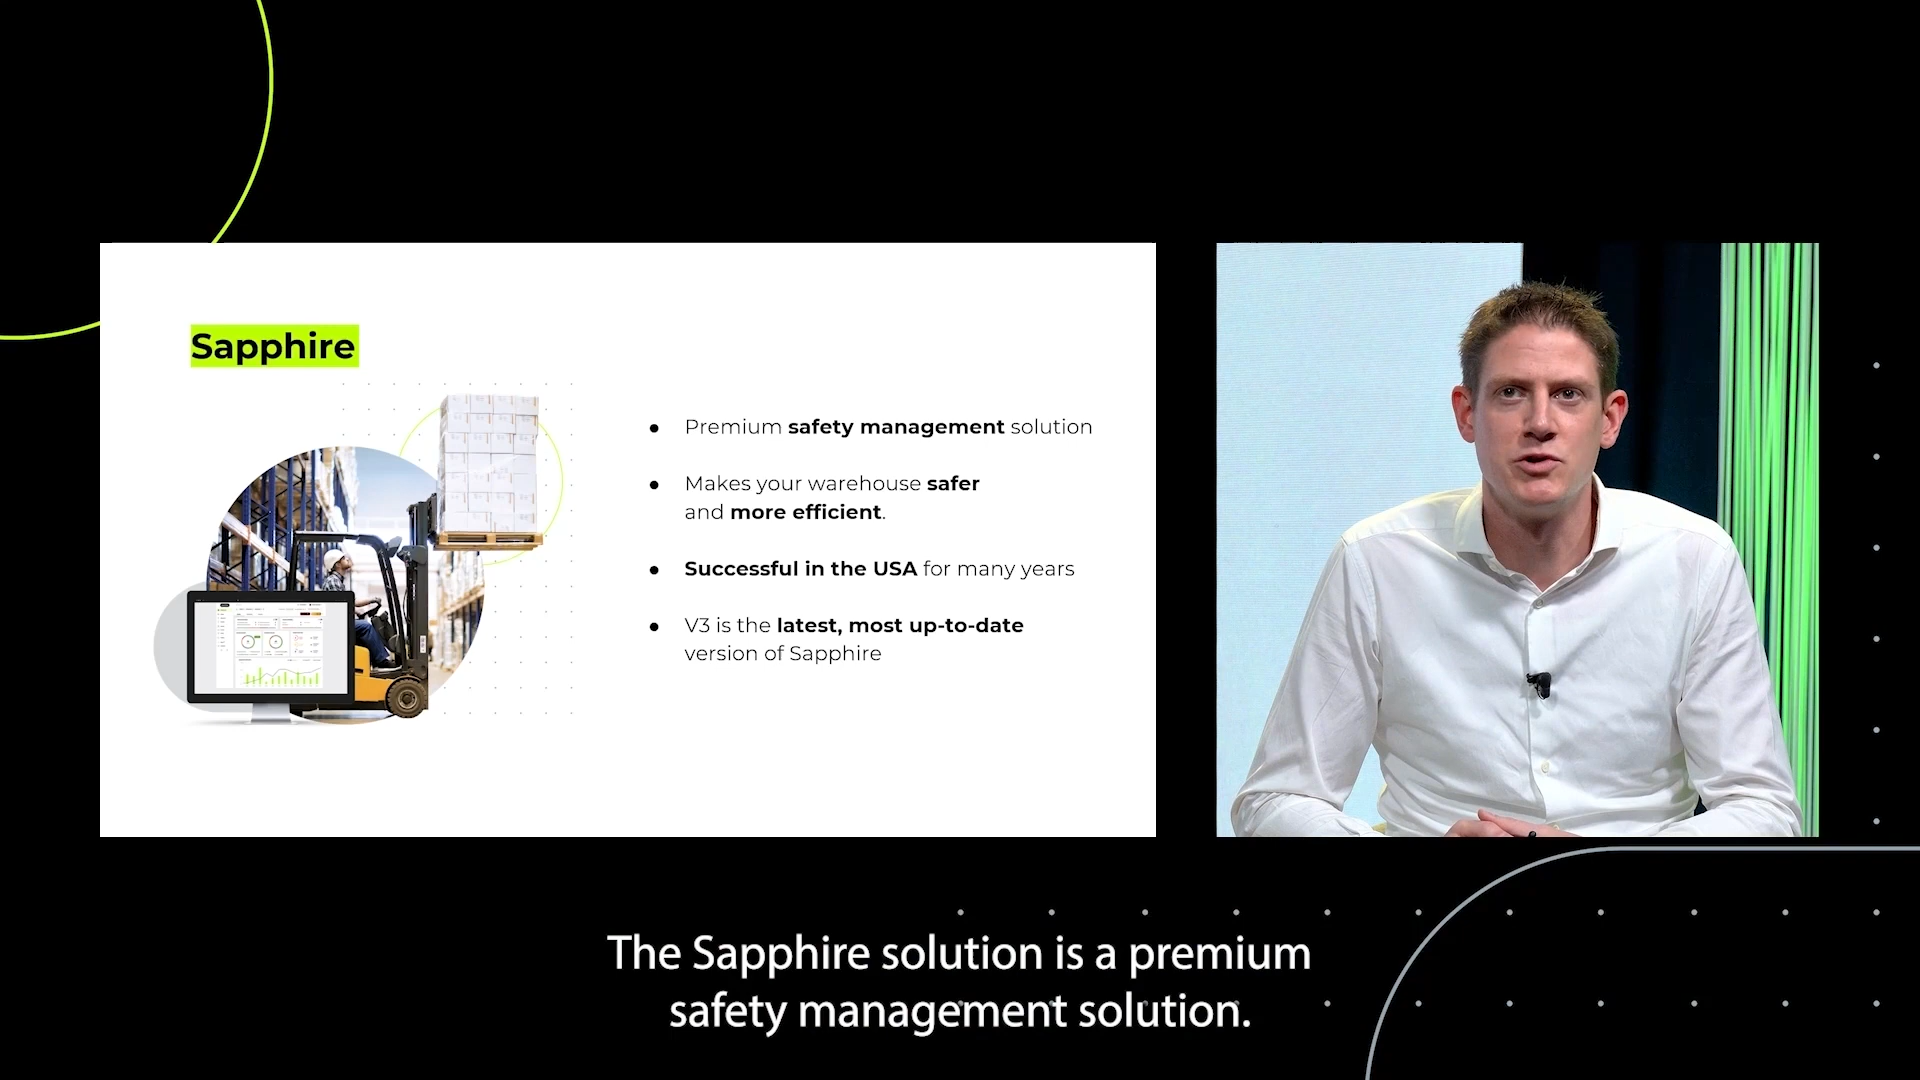 Sapphire
● Premium safety management solution
● Makes your warehouse safer
and more efficient.
● Successful in the USA for many years
● V3 is the latest, most up-to-date
version of Sapphire
The Sapphire solution is a premium
safety management solution.